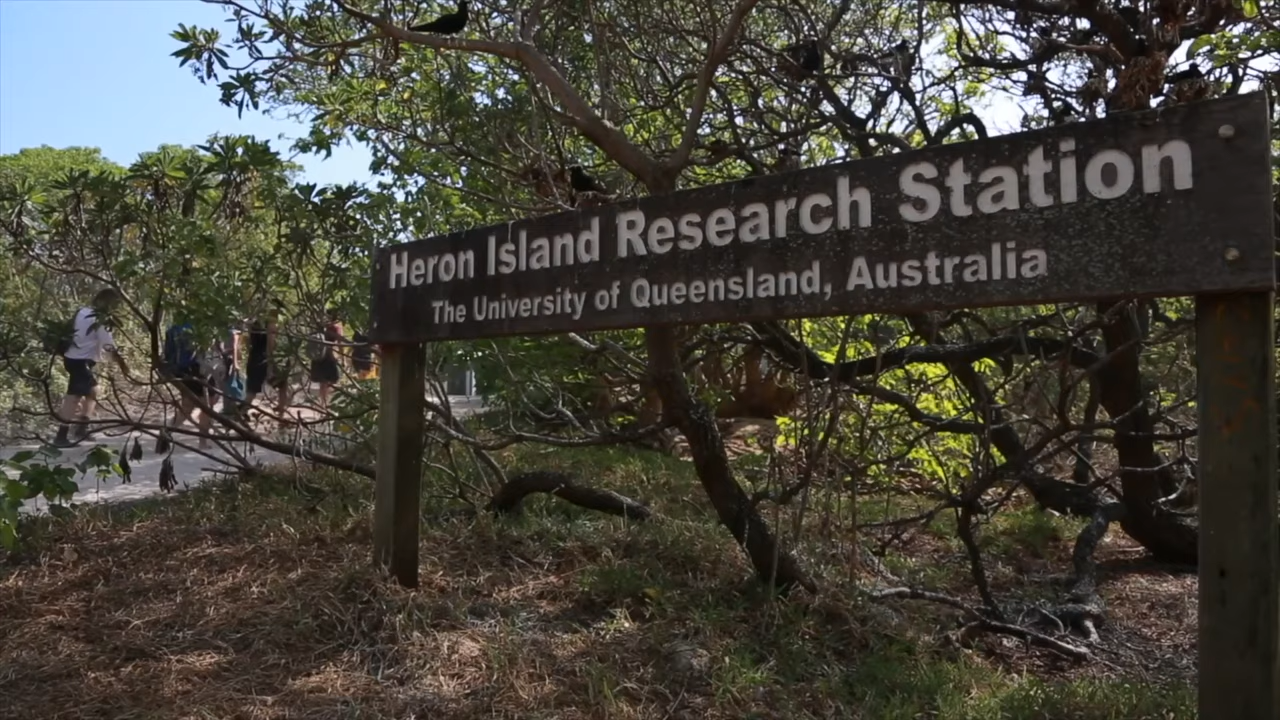 Heron Island Research Station
The University of Queensland, Australia